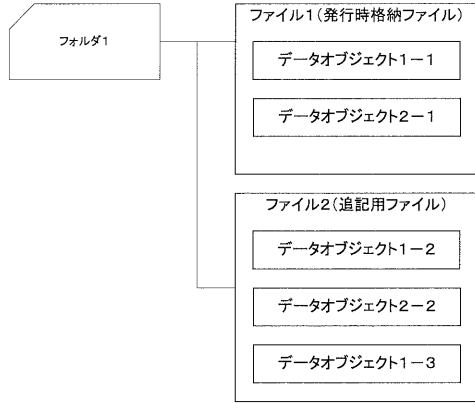 フォルダ1
ファイル1(発行時格納ファイル)
データオブジェクト1-1
データオブジェクト2-1
ファイル2(追記用ファイル)
データオブジェクト1-2
データオブジェクト2-2
データオブジェクト1-3